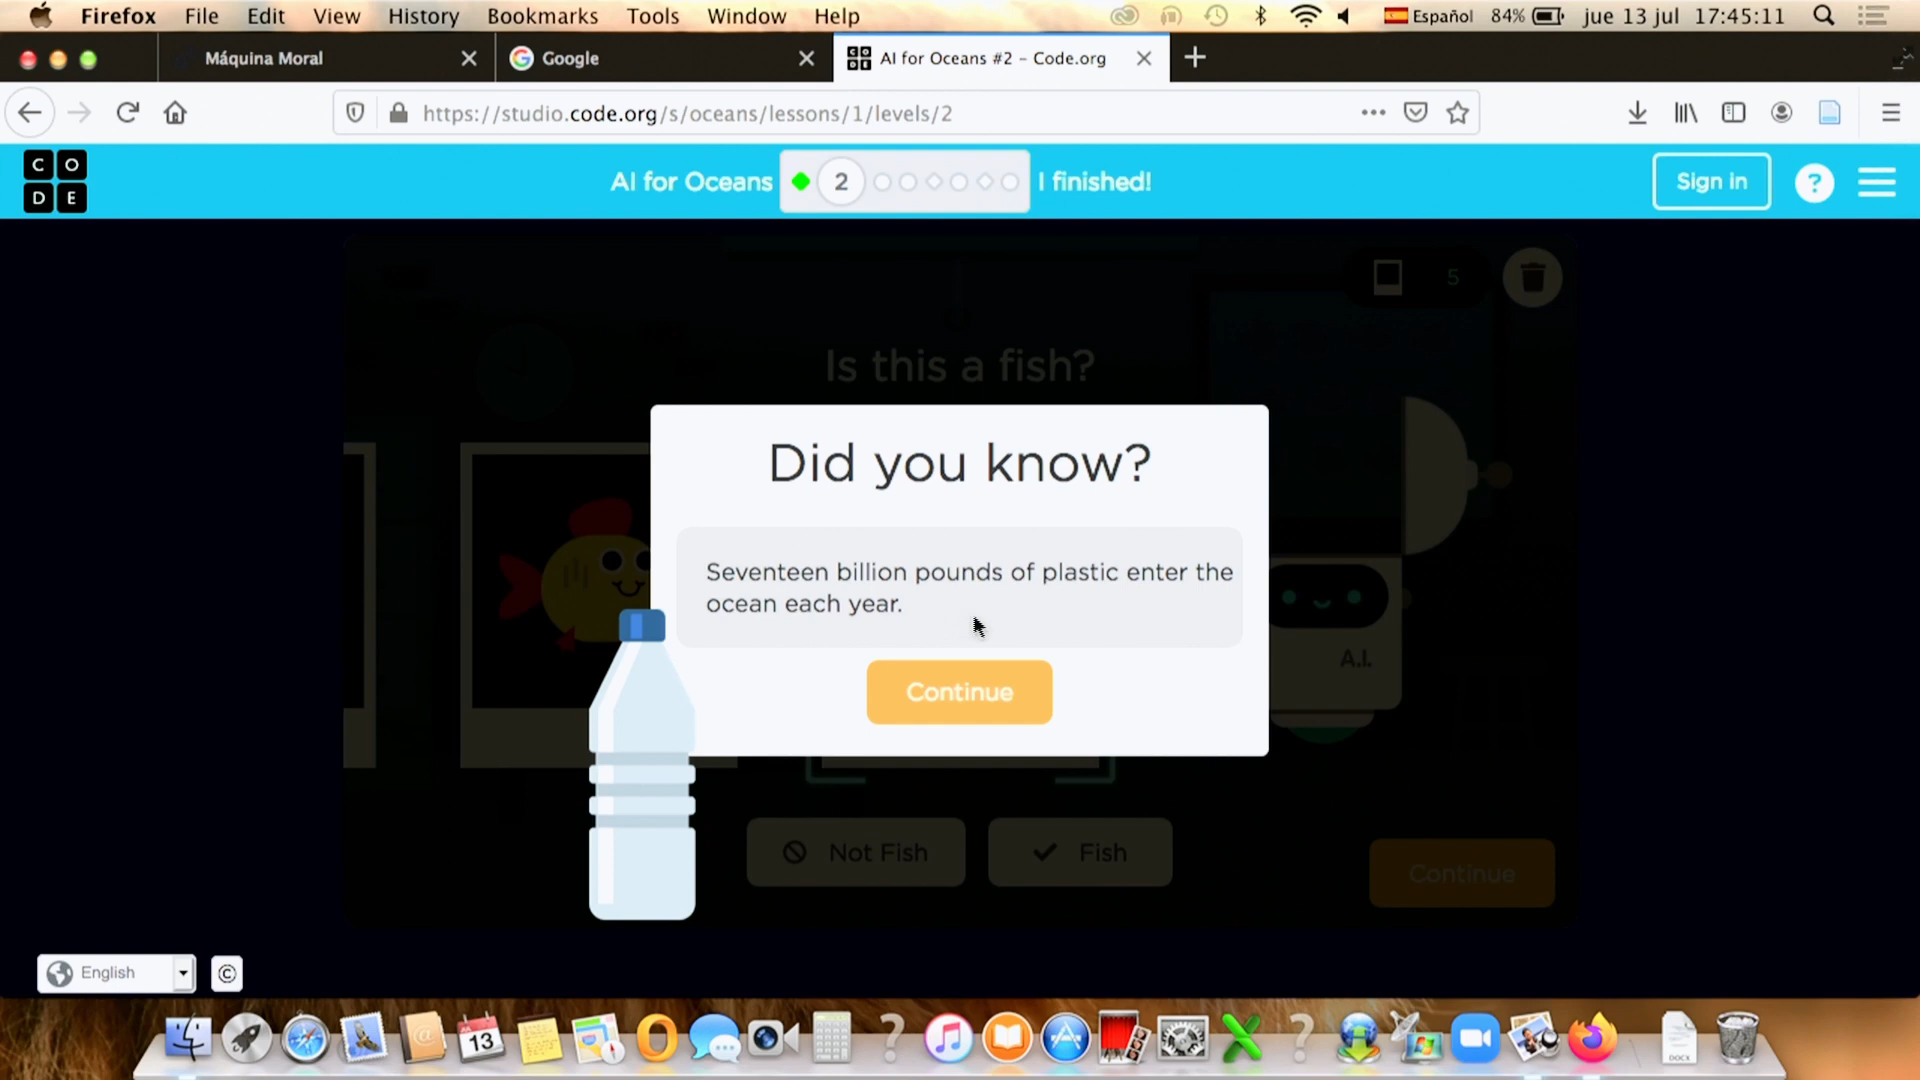 Firefox File Edit View History Bookmarks Tools Window Help Español 84% jue 13 jul 17:45:11
Máquina Moral Google AI for Oceans #2 – Code.org
https://studio.code.org/s/oceans/lessons/1/levels/2
C O D E
AI for Oceans 2 I finished! Sign in ?
5
Is this a fish?
Did you know?
Seventeen billion pounds of plastic enter the
ocean each year.
A.I.
Continue
Not Fish Fish
Continue
English ©
13
DOCX